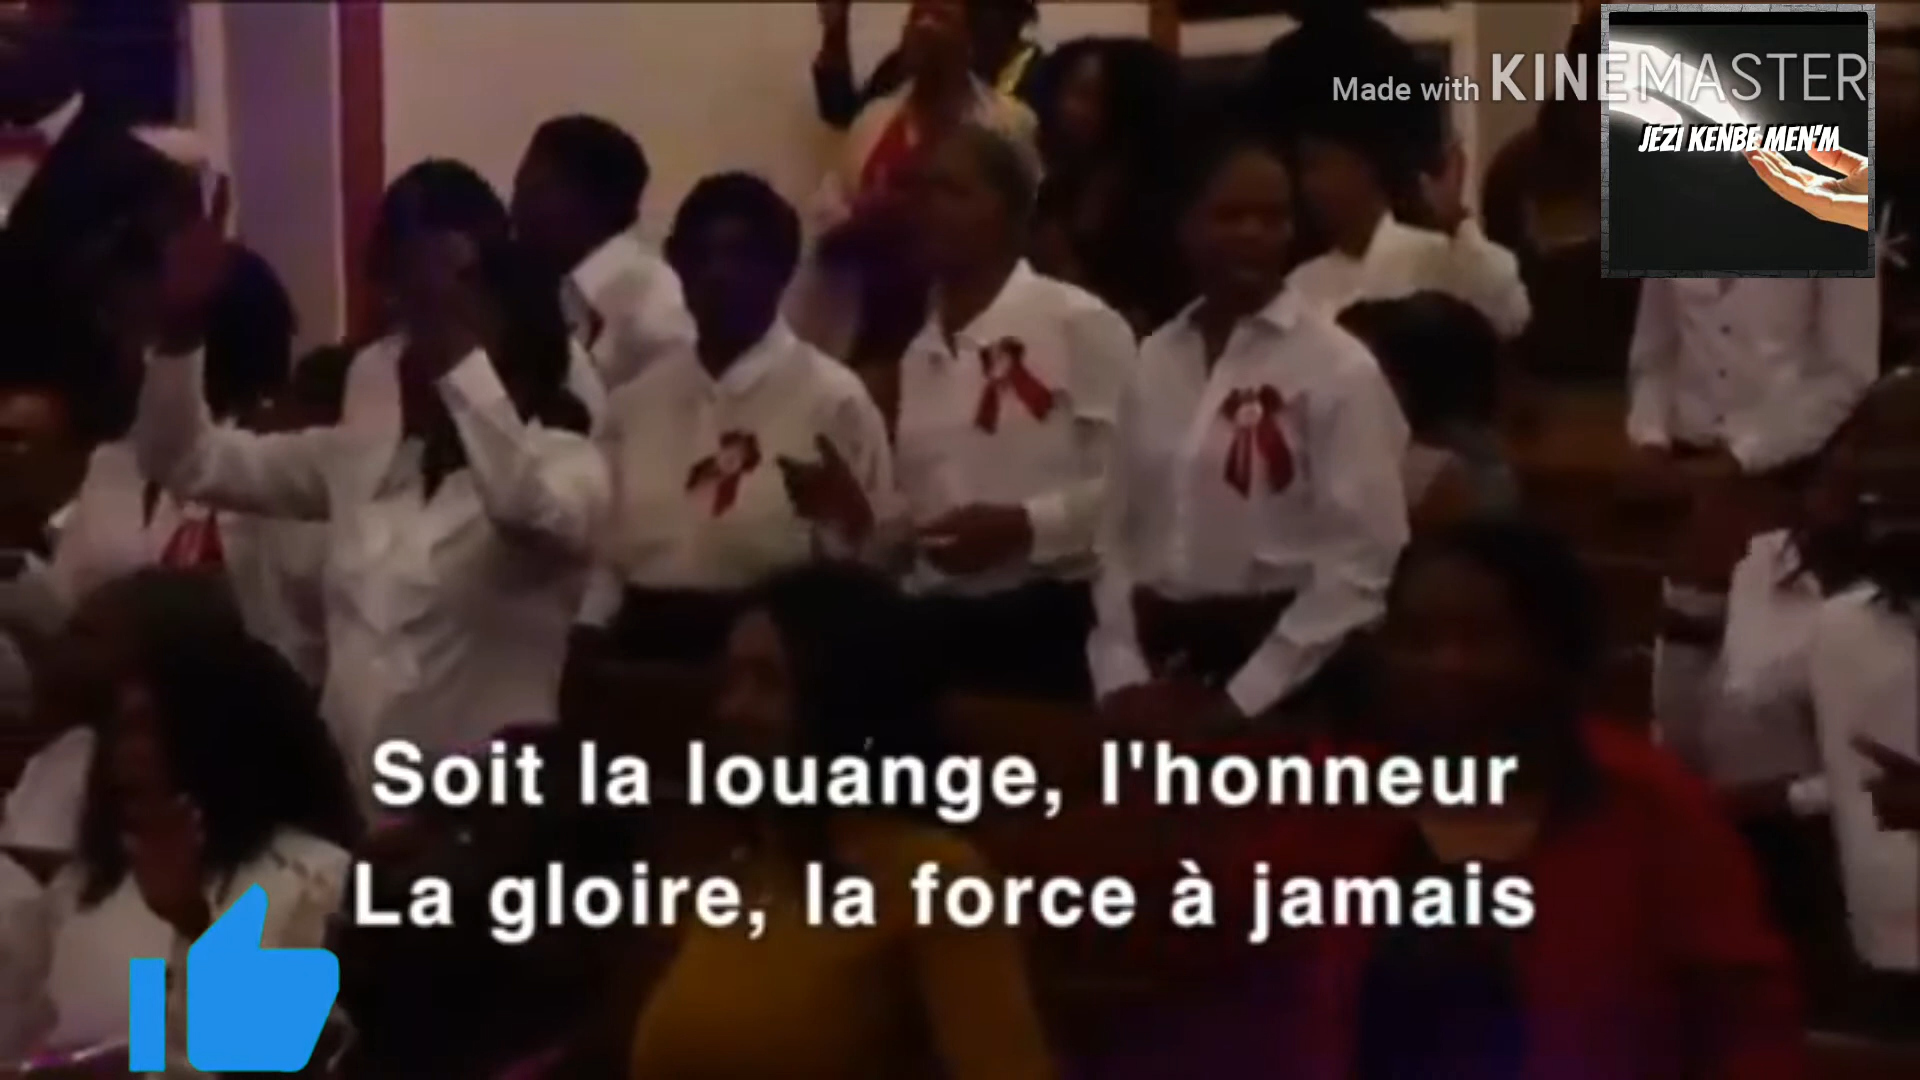 Made with KINEMASTER
JEZI KENBE MEN'M
Soit la louange, l'honneur
La gloire, la force à jamais